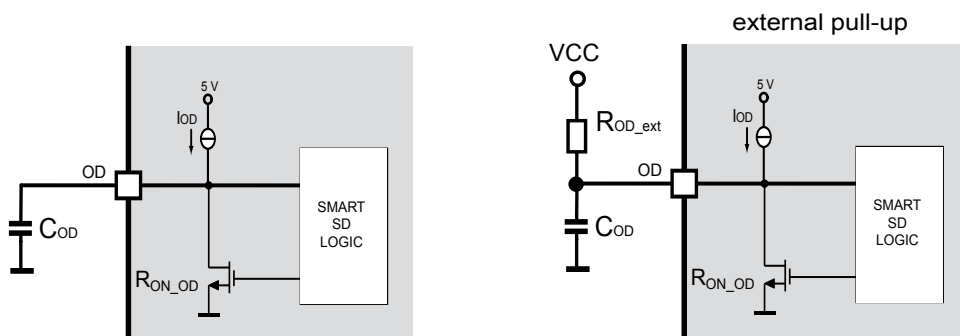 5 V
IOD
OD
COD
SMART
SD
LOGIC
RON_OD
external pull-up
VCC
ROD_ext
5 V
IOD
OD
COD
SMART
SD
LOGIC
RON_OD